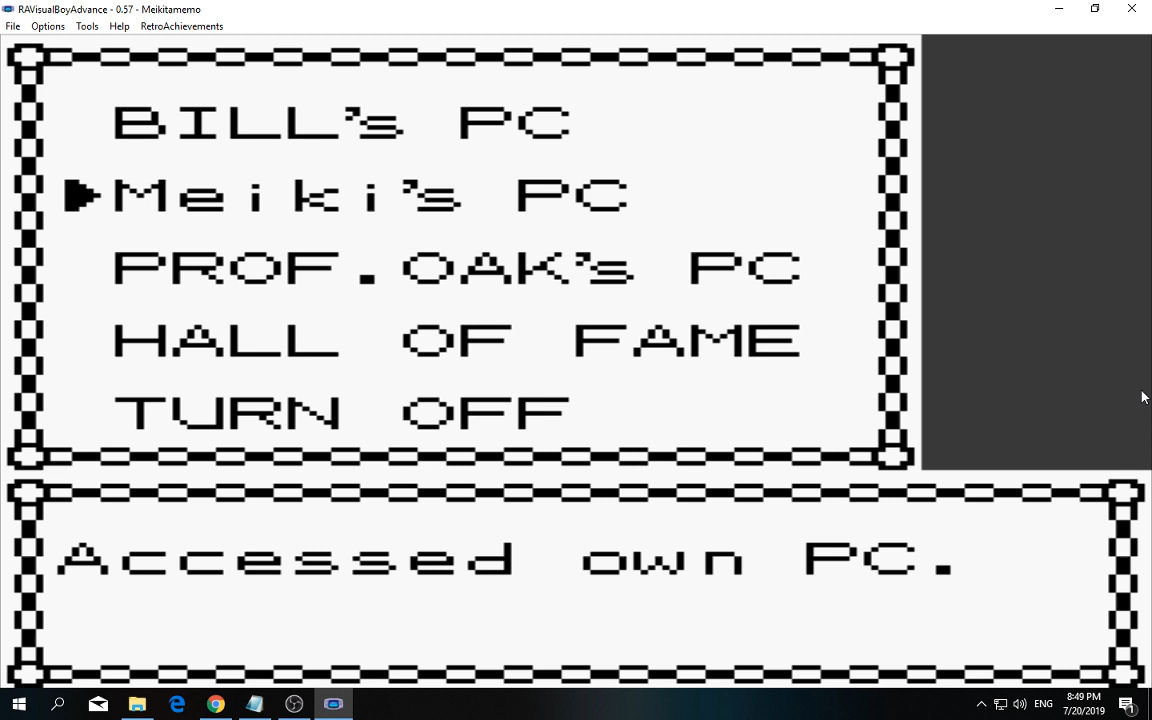 RAVisualBoyAdvance - 0.57 - Meikitamemo
File Options Tools Help RetroAchievements
BILL's PC
▶Meiki's PC
PROF.OAK's PC
HALL OF FAME
TURN OFF
Accessed own PC.
ENG
8:49 PM
7/20/2019
1